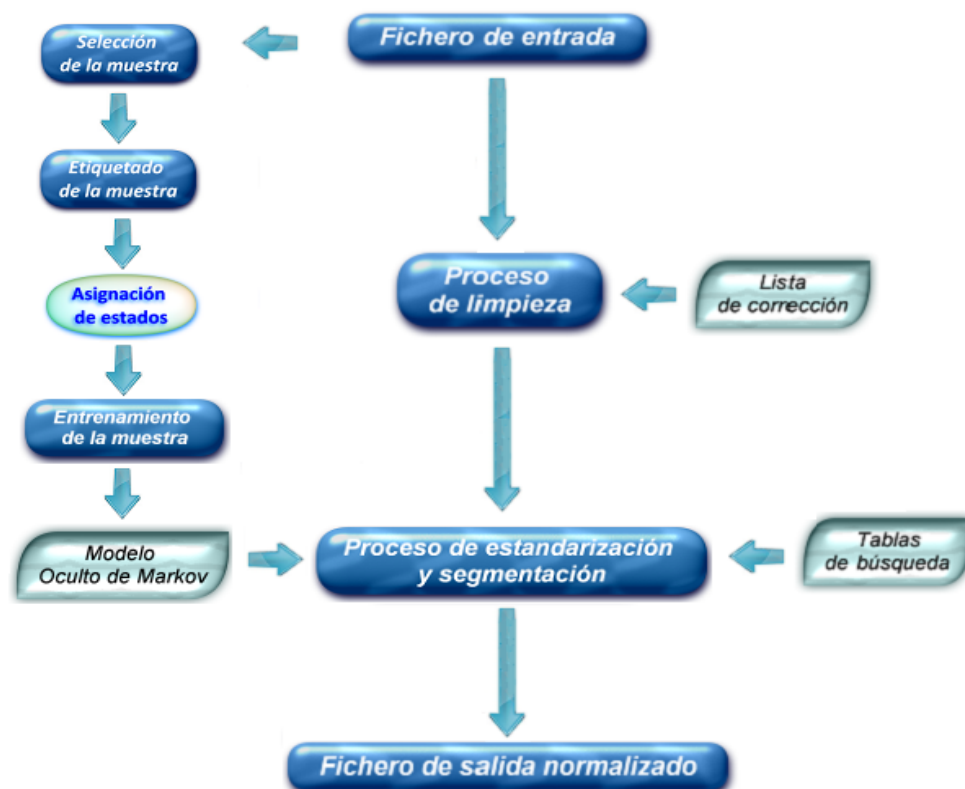 Fichero de entrada
Selección
de la muestra
Etiquetado
de la muestra
Asignación
de estados
Entrenamiento
de la muestra
Modelo
Oculto de Markov
Proceso
de limpieza
Lista
de corrección
Proceso de estandarización
y segmentación
Tablas
de búsqueda
Fichero de salida normalizado